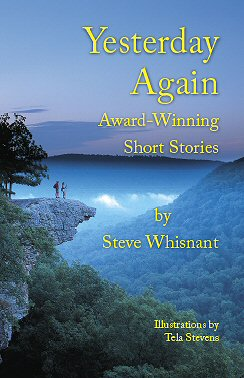 Yesterday
Again
Award-Winning
Short Stories
by
Steve Whisnant
Illustrations by
Tela Stevens